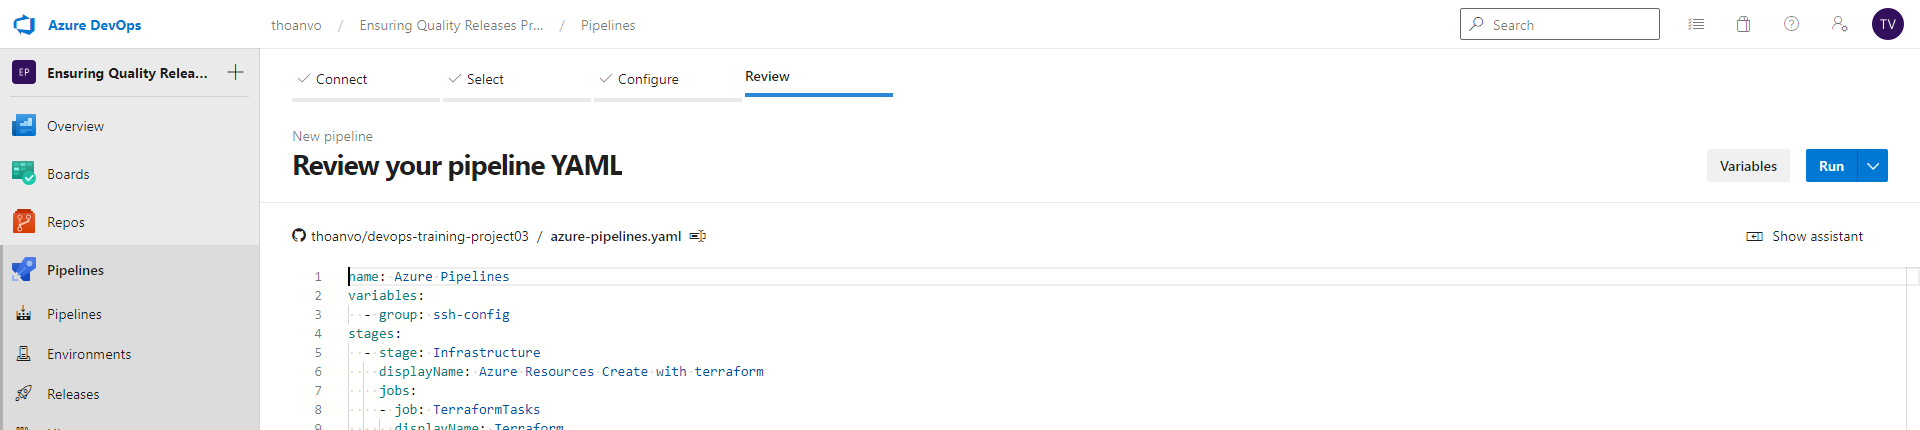 Azure DevOps
thoanvo / Ensuring Quality Releases Pr... / Pipelines
Search
TV
EP Ensuring Quality Relea...
Overview
Boards
Repos
Pipelines
Pipelines
Environments
Releases
Connect
Select
Configure
Review
New pipeline
Review your pipeline YAML
Variables
Run
thoanvo/devops-training-project03 / azure-pipelines.yaml
Show assistant
1 name: Azure Pipelines
2 variables:
3 - group: ssh-config
4 stages:
5 - stage: Infrastructure
6 displayName: Azure Resources Create with terraform
7 jobs:
8 - job: TerraformTasks
9 displayName: Terraform